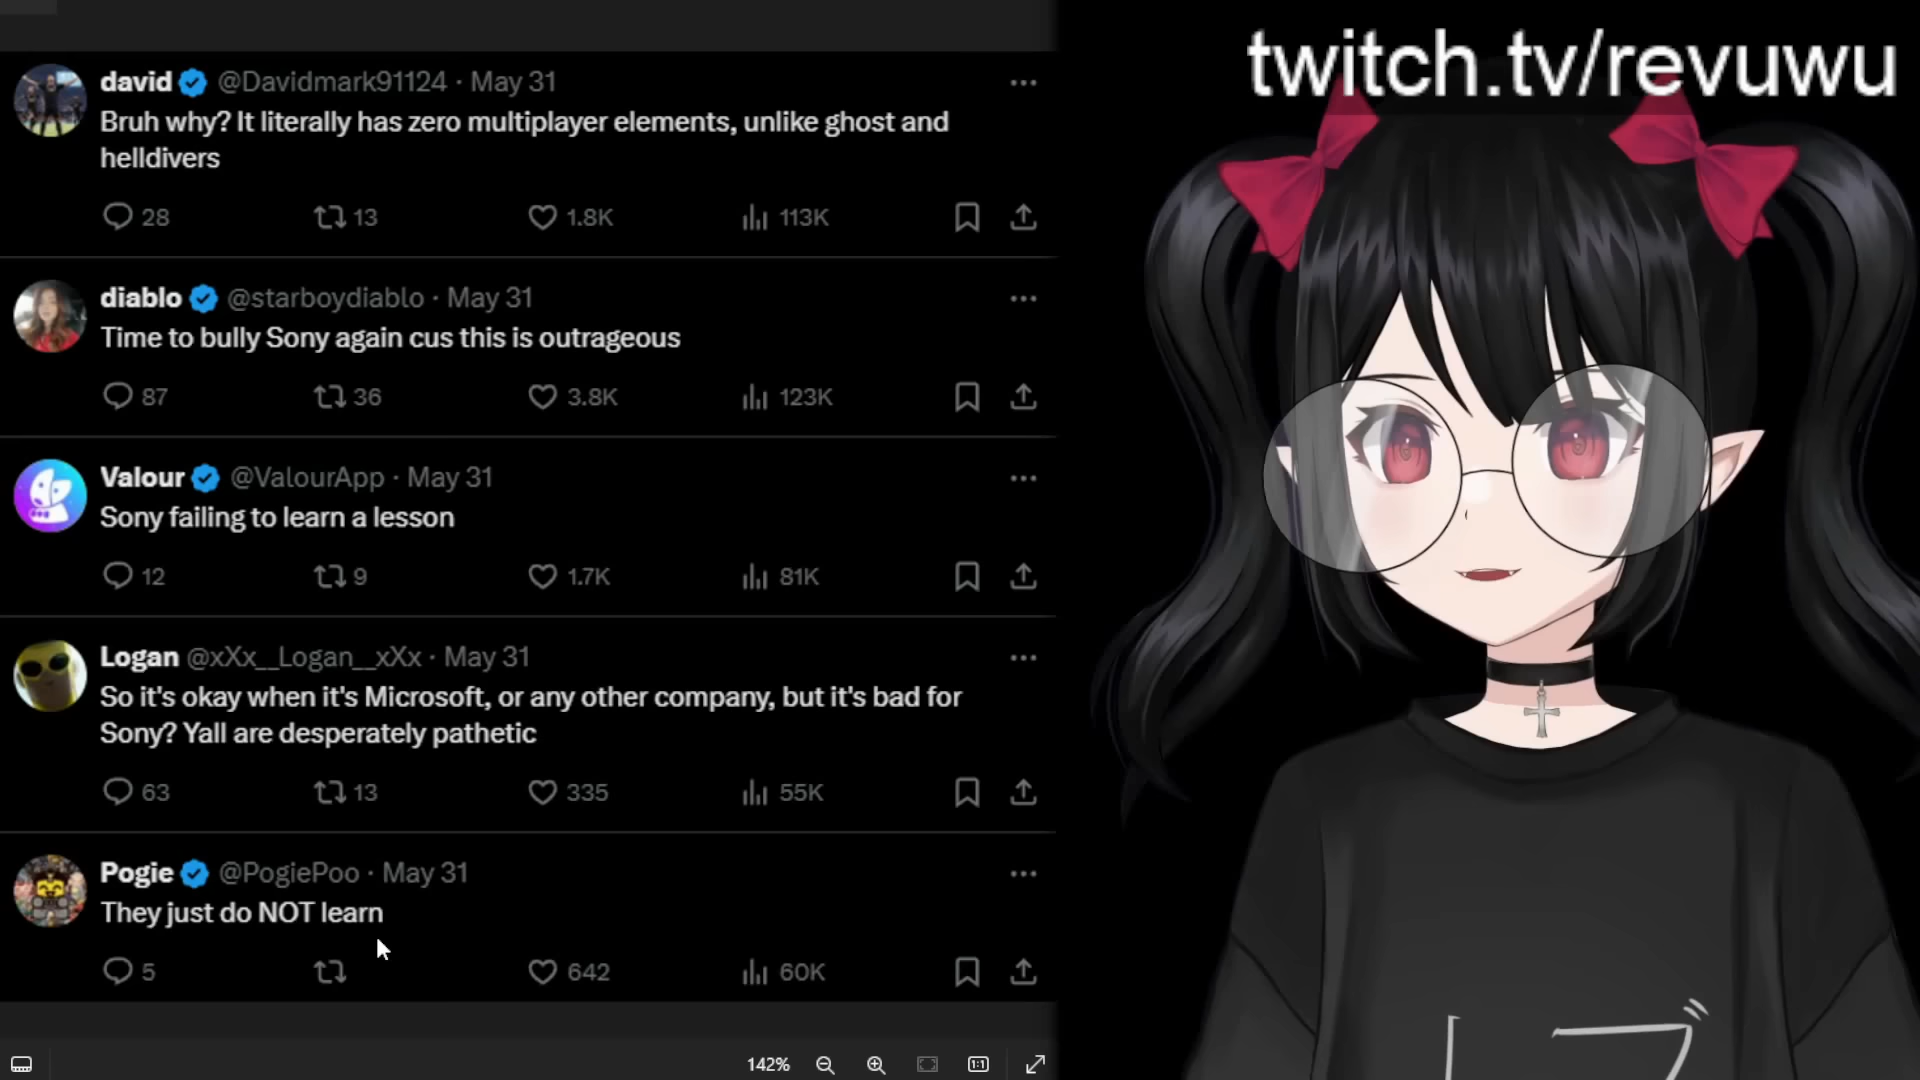 twitch.tv/revuwu
david @Davidmark91124 · May 31
Bruh why? It literally has zero multiplayer elements, unlike ghost and
helldivers
28 13 1.8K 113K
diablo @starboydiablo · May 31
Time to bully Sony again cus this is outrageous
87 36 3.8K 123K
Valour @ValourApp · May 31
Sony failing to learn a lesson
12 9 1.7K 81K
Logan @xXx__Logan__xXx · May 31
So it's okay when it's Microsoft, or any other company, but it's bad for
Sony? Yall are desperately pathetic
63 13 335 55K
Pogie @PogiePoo · May 31
They just do NOT learn
5 642 60K
142% 1:1